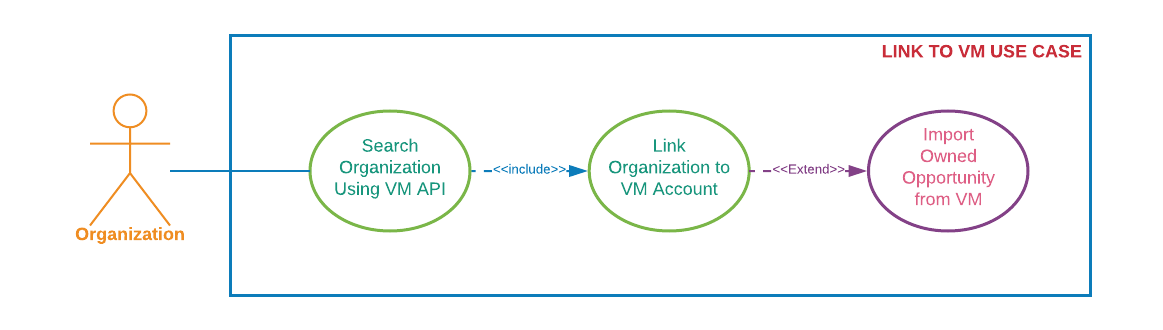 LINK TO VM USE CASE
Organization
Search
Organization
Using VM API
<<include>>
Link
Organization to
VM Account
<<Extend>>
Import
Owned
Opportunity
from VM